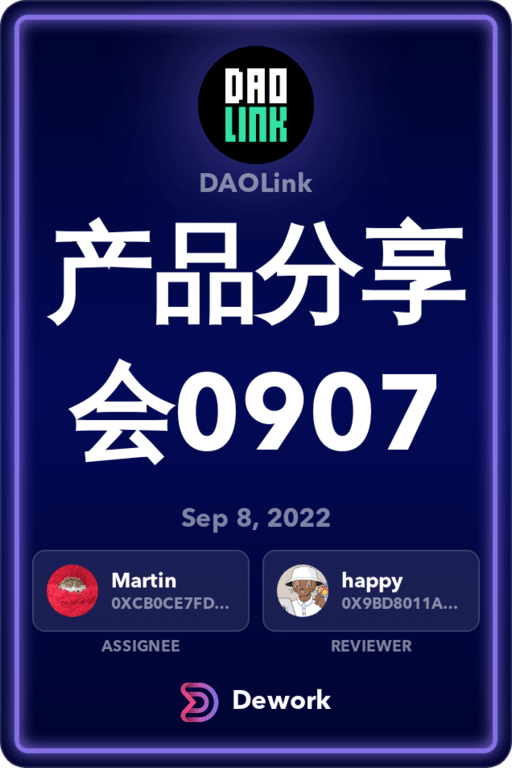 DAO
LINK
DAOLink
产品分享
会0907
Sep 8, 2022
Martin
0XCB0CE7FD...
happy
0X9BD8011A...
ASSIGNEE
REVIEWER
Dework